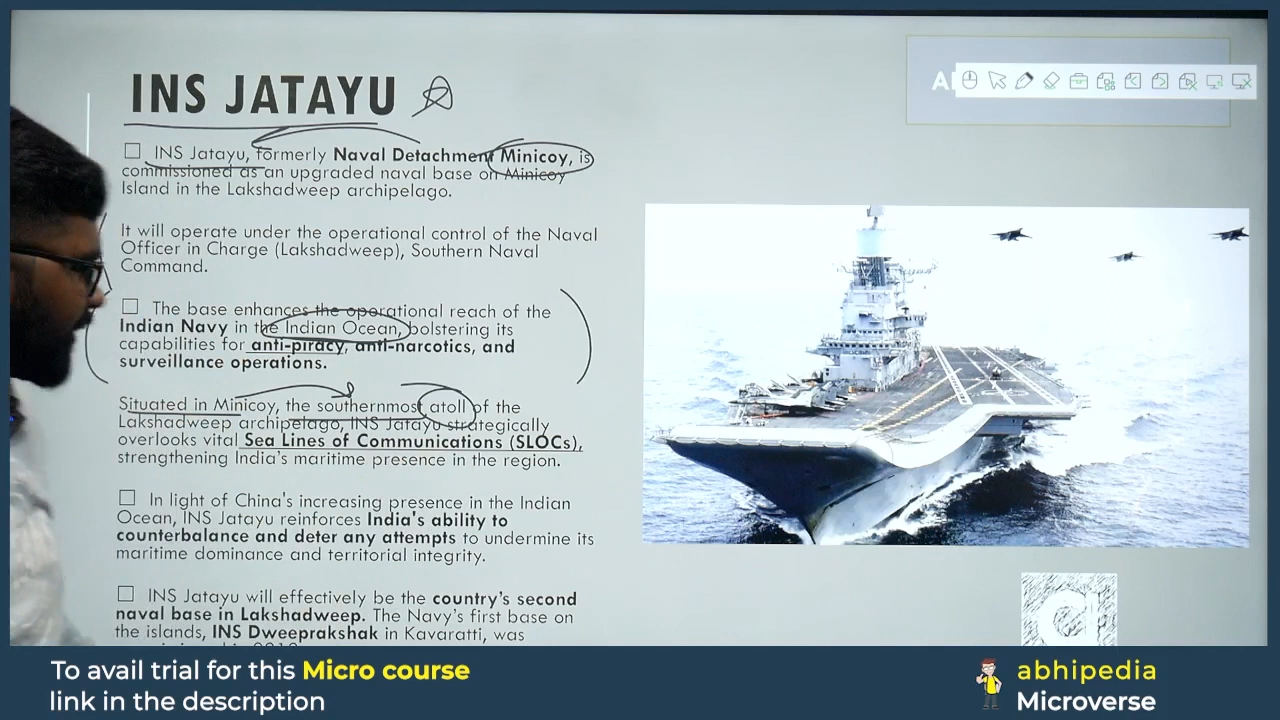 INS JATAYU
INS Jatayu, formerly Naval Detachment Minicoy, is
commissioned as an upgraded naval base on Minicoy
Island in the Lakshadweep archipelago.
It will operate under the operational control of the Naval
Officer in Charge (Lakshadweep), Southern Naval
Command.
The base enhances the operational reach of the
Indian Navy in the Indian Ocean, bolstering its
capabilities for anti-piracy, anti-narcotics, and
surveillance operations.
Situated in Minicoy, the southernmost atoll of the
Lakshadweep archipelago, INS Jatayu strategically
overlooks vital Sea Lines of Communications (SLOCs),
strengthening India's maritime presence in the region.
In light of China's increasing presence in the Indian
Ocean, INS Jatayu reinforces India's ability to
counterbalance and deter any attempts to undermine its
maritime dominance and territorial integrity.
INS Jatayu will effectively be the country's second
naval base in Lakshadweep. The Navy's first base on
the islands, INS Dweeprakshak in Kavaratti, was
To avail trial for this Micro course
link in the description
abhipedia
Microverse